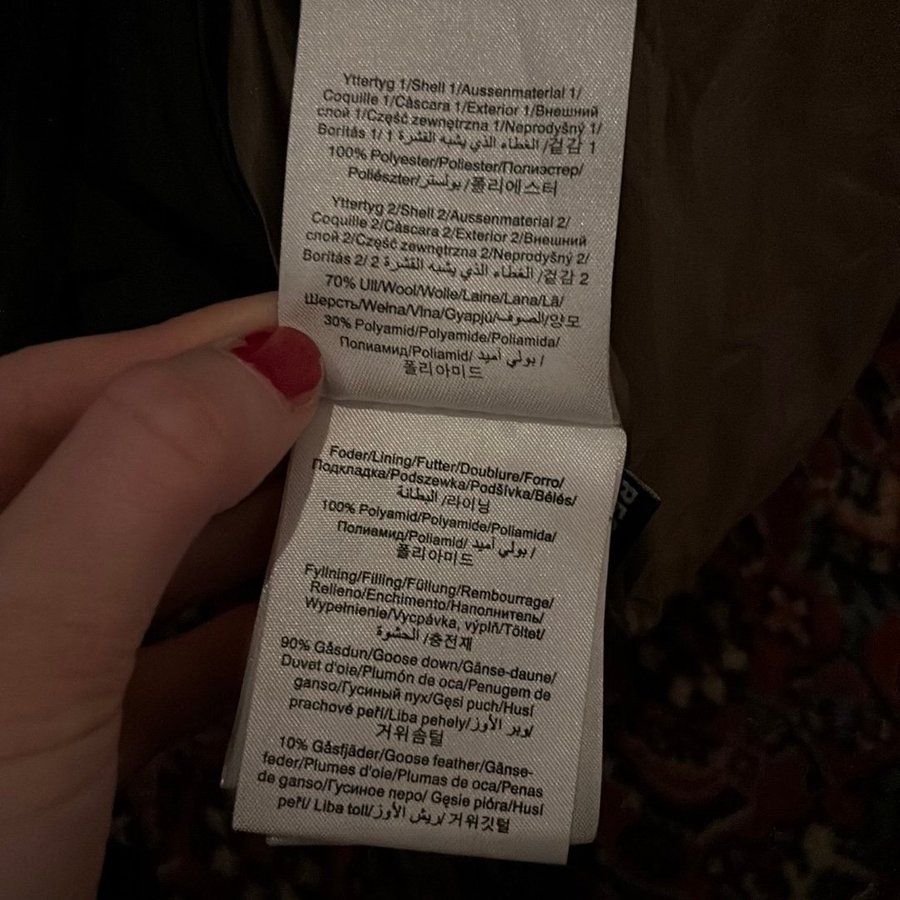 Yttertyg 1/Shell 1/Aussenmaterial 1/
Coquille 1/Cáscara 1/Exterior 1/Внешний
слой 1/Część zewnętrzna 1/Neprodyšný 1/
Borítás 1/ 1 الغطاء الذي يشبه القشرة /겉감 1
100% Polyester/Poliester/Полиэстер/
Poliészter/بولستر/폴리에스터
Yttertyg 2/Shell 2/Aussenmaterial 2/
Coquille 2/Cáscara 2/Exterior 2/Внешний
слой 2/Część zewnętrzna 2/Neprodyšný 2/
Borítás 2/ 2 الغطاء الذي يشبه القشرة /겉감 2
70% Ull/Wool/Wolle/Laine/Lana/Lã/
Шерсть/Wełna/Vlna/Gyapjú/الصوف/양모
30% Polyamid/Polyamide/Poliamida/
Полиамид/Poliamid/ بولي أميد /
폴리아미드
Foder/Lining/Futter/Doublure/Forro/
Подкладка/Podszewka/Podšívka/Bélés/
البطانة /라이닝
100% Polyamid/Polyamide/Poliamida/
Полиамид/Poliamid/ بولي أميد /
폴리아미드
Fyllning/Filling/Füllung/Rembourrage/
Relleno/Enchimento/Наполнитель/
Wypełnienie/Vycpávka, výplň/Töltet/
الحشوة /충전재
90% Gåsdun/Goose down/Gänse-daune/
Duvet d'oie/Plumón de oca/Penugem de
ganso/Гусиный пух/Gęsi puch/Husí
prachové peří/Liba pehely/وبر الأوز/
거위솜털
10% Gåsfjäder/Goose feather/Gänse-
feder/Plumes d'oie/Plumas de oca/Penas
de ganso/Гусиное перо/ Gęsie pióra/Husí
peří/ Liba toll/ريش الأوز/거위깃털